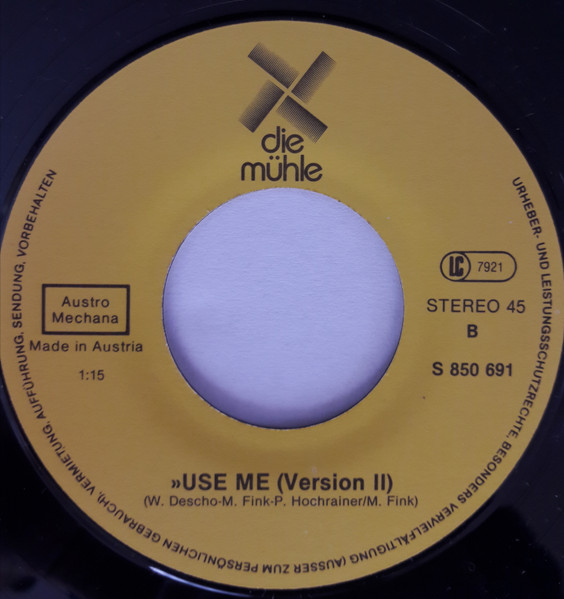 die
mühle
LC 7921
STEREO 45
B
S 850 691
Austro
Mechana
Made in Austria
1:15
»USE ME (Version II)
(W. Descho-M. Fink-P. Hochrainer/M. Fink)
URHEBER- UND LEISTUNGSSCHUTZRECHTE, BESONDERS VERVIELFÄLTIGUNG (AUSSER ZUM PERSÖNLICHEN GEBRAUCH), VERMIETUNG, AUFFÜHRUNG, SENDUNG, VORBEHALTEN